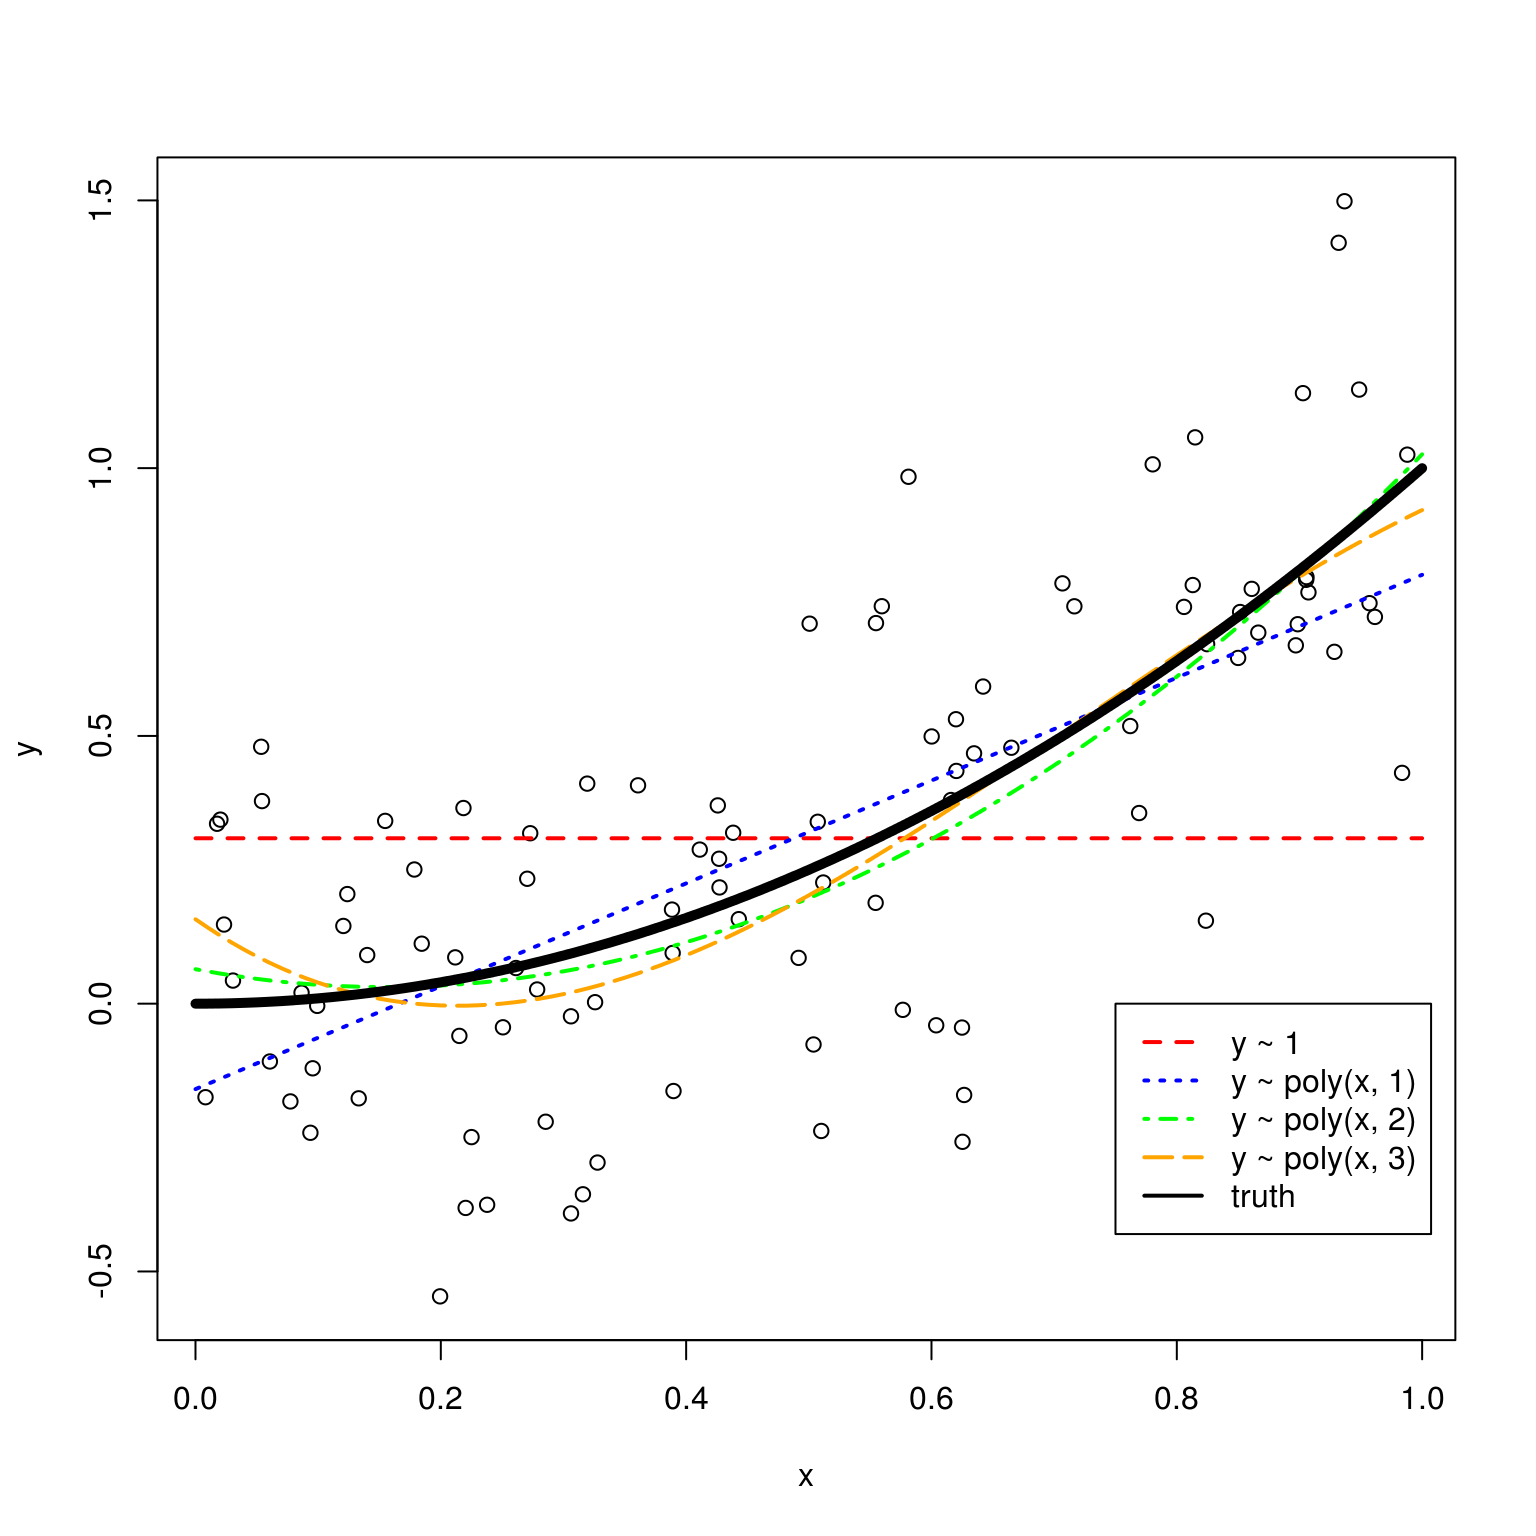 1.5
1.0
0.5
0.0
-0.5
y
0.0 0.2 0.4 0.6 0.8 1.0
x
y ~ 1
y ~ poly(x, 1)
y ~ poly(x, 2)
y ~ poly(x, 3)
truth